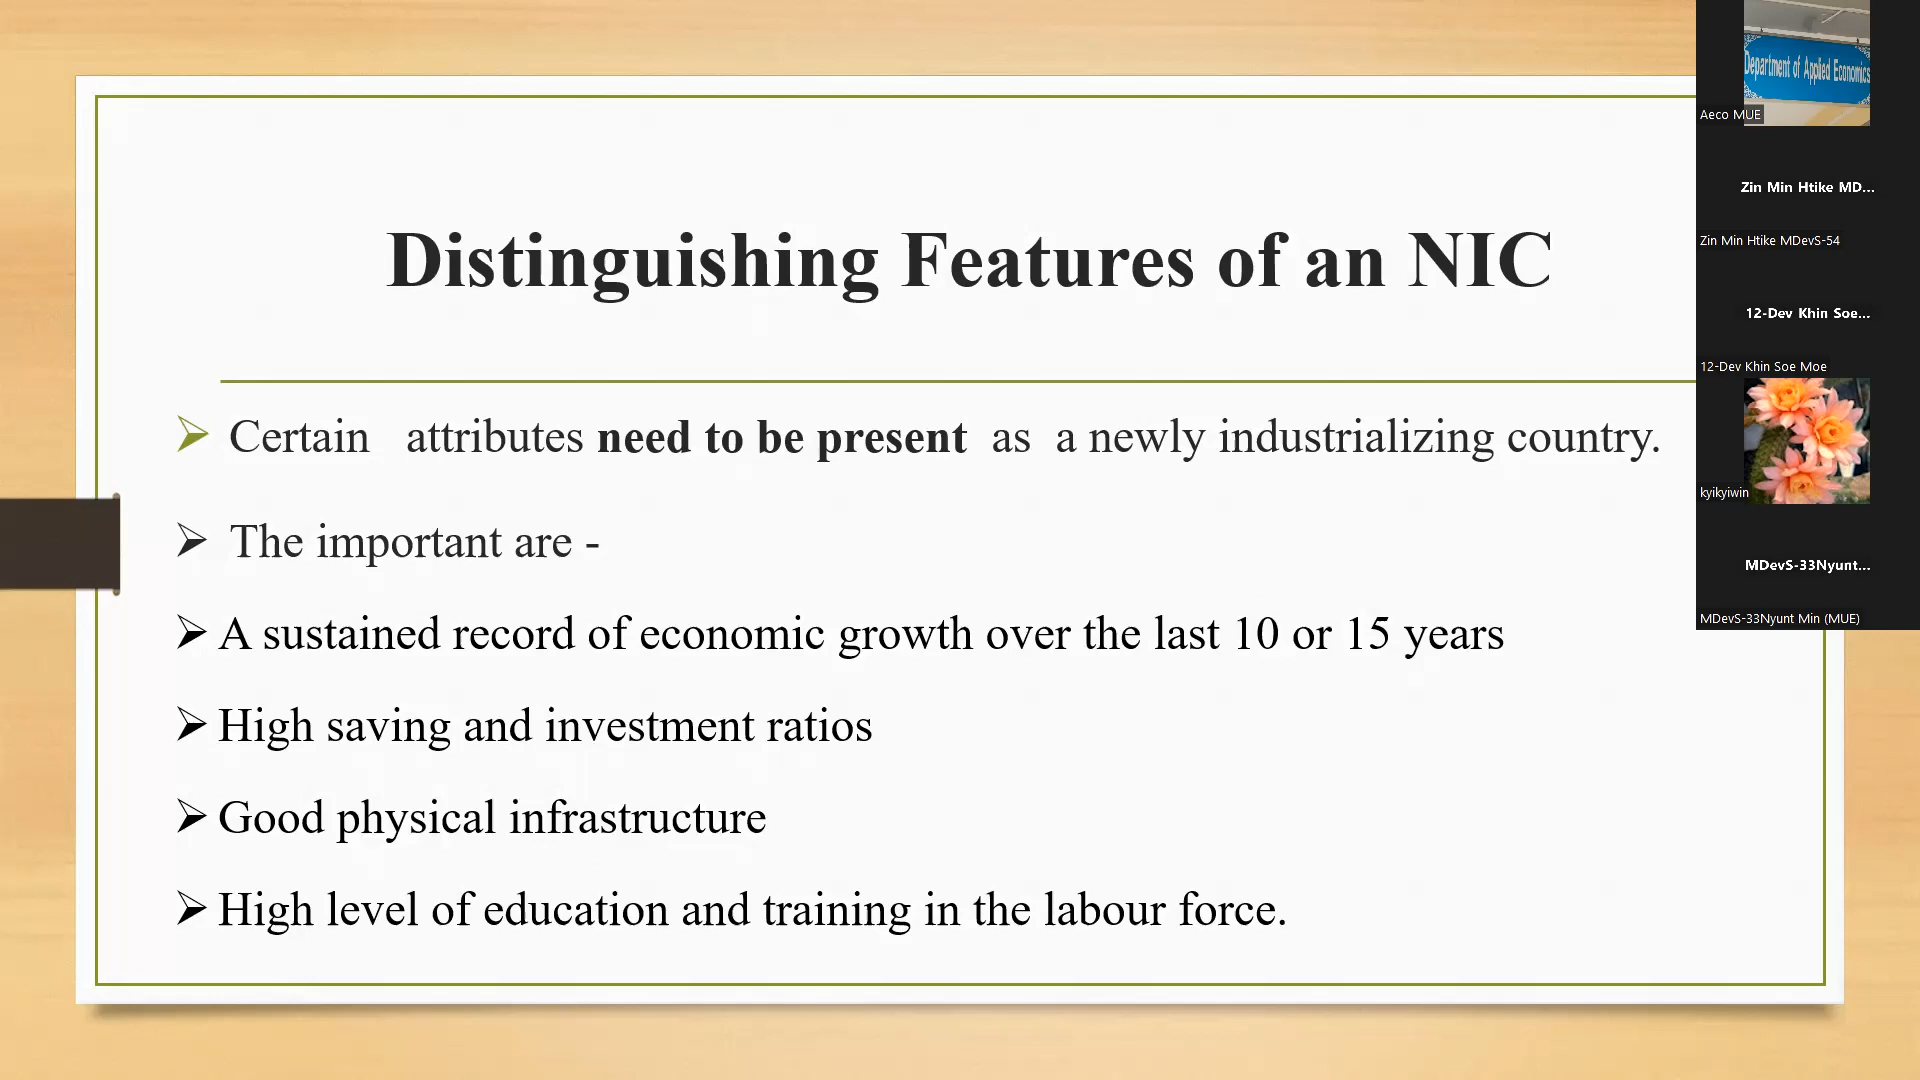 Distinguishing Features of an NIC
Certain attributes need to be present as a newly industrializing country.
The important are -
A sustained record of economic growth over the last 10 or 15 years
High saving and investment ratios
Good physical infrastructure
High level of education and training in the labour force.
Department of Applied Economics
Aeco MUE
Zin Min Htike MD...
Zin Min Htike MDevS-54
12-Dev Khin Soe...
12-Dev Khin Soe Moe
kyikyiwin
MDevS-33Nyunt...
MDevS-33Nyunt Min (MUE)